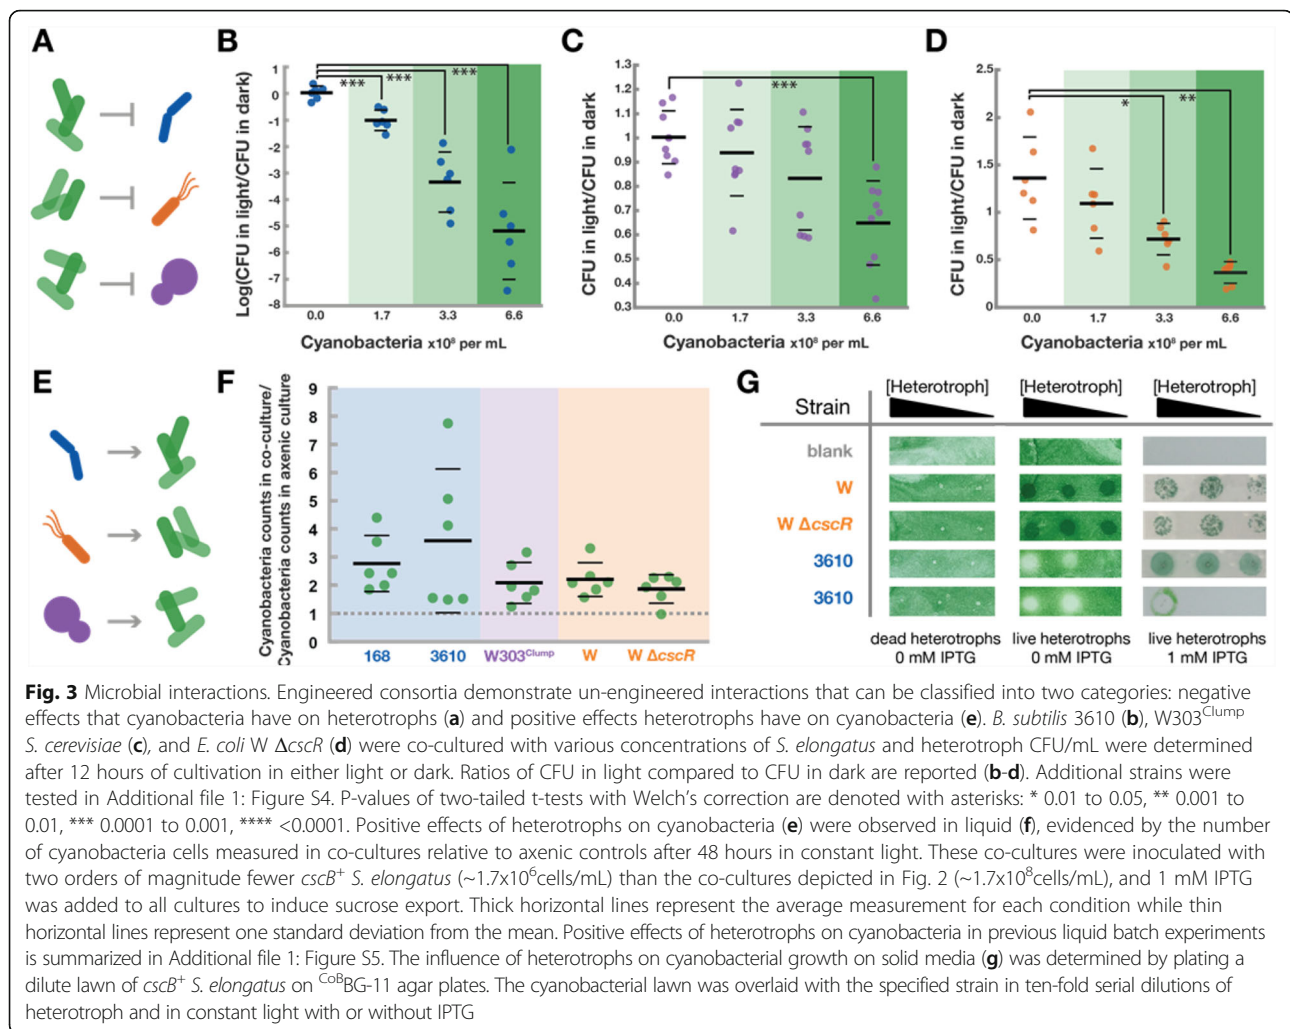 A
B
Log(CFU in light/CFU in dark)
1
0
-1
-2
-3
-4
-5
-6
-7
-8
***
***
***
0.0 1.7 3.3 6.6
Cyanobacteria x10⁸ per mL
C
CFU in light/CFU in dark
1.3
1.2
1.1
1
0.9
0.8
0.7
0.6
0.5
0.4
0.3
***
0.0 1.7 3.3 6.6
Cyanobacteria x10⁸ per mL
D
CFU in light/CFU in dark
2.5
2
1.5
1
0.5
0
*
**
0.0 1.7 3.3 6.6
Cyanobacteria x10⁸ per mL
E
F
Cyanobacteria counts in co-culture/
Cyanobacteria counts in axenic culture
9
8
7
6
5
4
3
2
1
0
168 3610 W303ᶜˡᵘᵐᵖ W W ΔcscR
G
[Heterotroph] [Heterotroph] [Heterotroph]
Strain
blank
W
W ΔcscR
3610
3610
dead heterotrophs live heterotrophs live heterotrophs
0 mM IPTG 0 mM IPTG 1 mM IPTG
Fig. 3 Microbial interactions. Engineered consortia demonstrate un-engineered interactions that can be classified into two categories: negative
effects that cyanobacteria have on heterotrophs (a) and positive effects heterotrophs have on cyanobacteria (e). B. subtilis 3610 (b), W303ᶜˡᵘᵐᵖ
S. cerevisiae (c), and E. coli W ΔcscR (d) were co-cultured with various concentrations of S. elongatus and heterotroph CFU/mL were determined
after 12 hours of cultivation in either light or dark. Ratios of CFU in light compared to CFU in dark are reported (b-d). Additional strains were
tested in Additional file 1: Figure S4. P-values of two-tailed t-tests with Welch's correction are denoted with asterisks: * 0.01 to 0.05, ** 0.001 to
0.01, *** 0.0001 to 0.001, **** <0.0001. Positive effects of heterotrophs on cyanobacteria (e) were observed in liquid (f), evidenced by the number
of cyanobacteria cells measured in co-cultures relative to axenic controls after 48 hours in constant light. These co-cultures were inoculated with
two orders of magnitude fewer cscB⁺ S. elongatus (~1.7x10⁶cells/mL) than the co-cultures depicted in Fig. 2 (~1.7x10⁸cells/mL), and 1 mM IPTG
was added to all cultures to induce sucrose export. Thick horizontal lines represent the average measurement for each condition while thin
horizontal lines represent one standard deviation from the mean. Positive effects of heterotrophs on cyanobacteria in previous liquid batch experiments
is summarized in Additional file 1: Figure S5. The influence of heterotrophs on cyanobacterial growth on solid media (g) was determined by plating a
dilute lawn of cscB⁺ S. elongatus on ᶜᵒᴮBG-11 agar plates. The cyanobacterial lawn was overlaid with the specified strain in ten-fold serial dilutions of
heterotroph and in constant light with or without IPTG